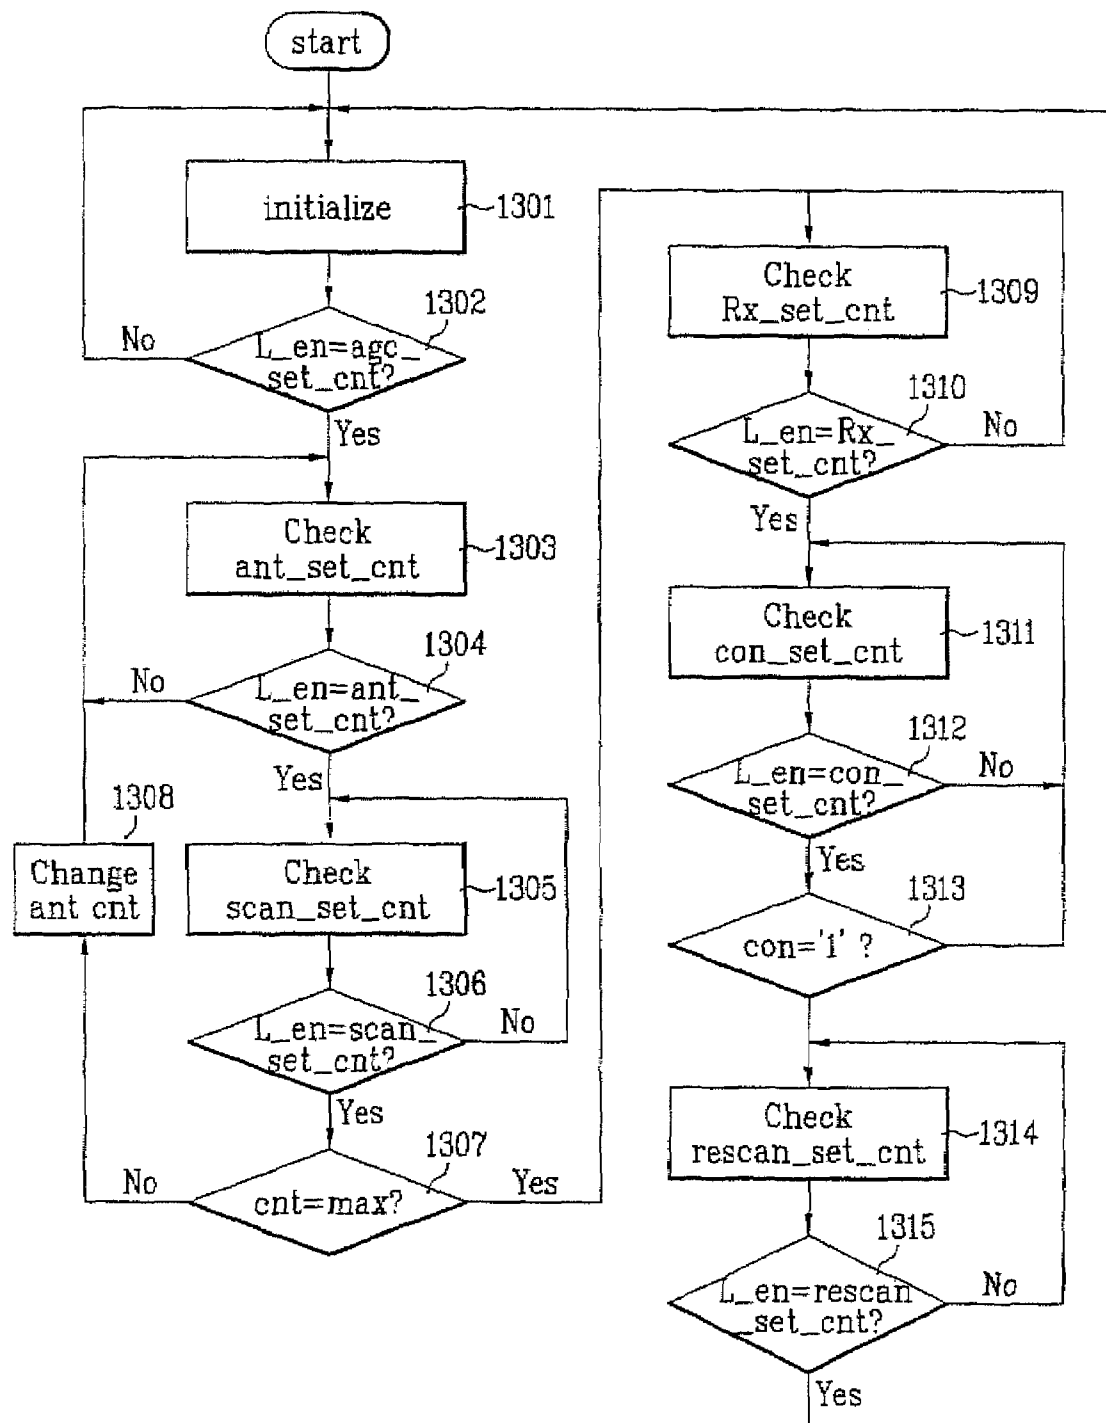 start
initialize
1301
1302
L_en=agc_
set_cnt?
No
Yes
Check
ant_set_cnt
1303
1304
L_en=ant_
set_cnt?
No
Yes
1308
Change
ant cnt
Check
scan_set_cnt
1305
1306
L_en=scan_
set_cnt?
No
Yes
1307
cnt=max?
No
Yes
Check
Rx_set_cnt
1309
1310
L_en=Rx_
set_cnt?
No
Yes
Check
con_set_cnt
1311
1312
L_en=con_
set_cnt?
No
Yes
1313
con='1' ?
Check
rescan_set_cnt
1314
1315
L_en=rescan
_set_cnt?
No
Yes